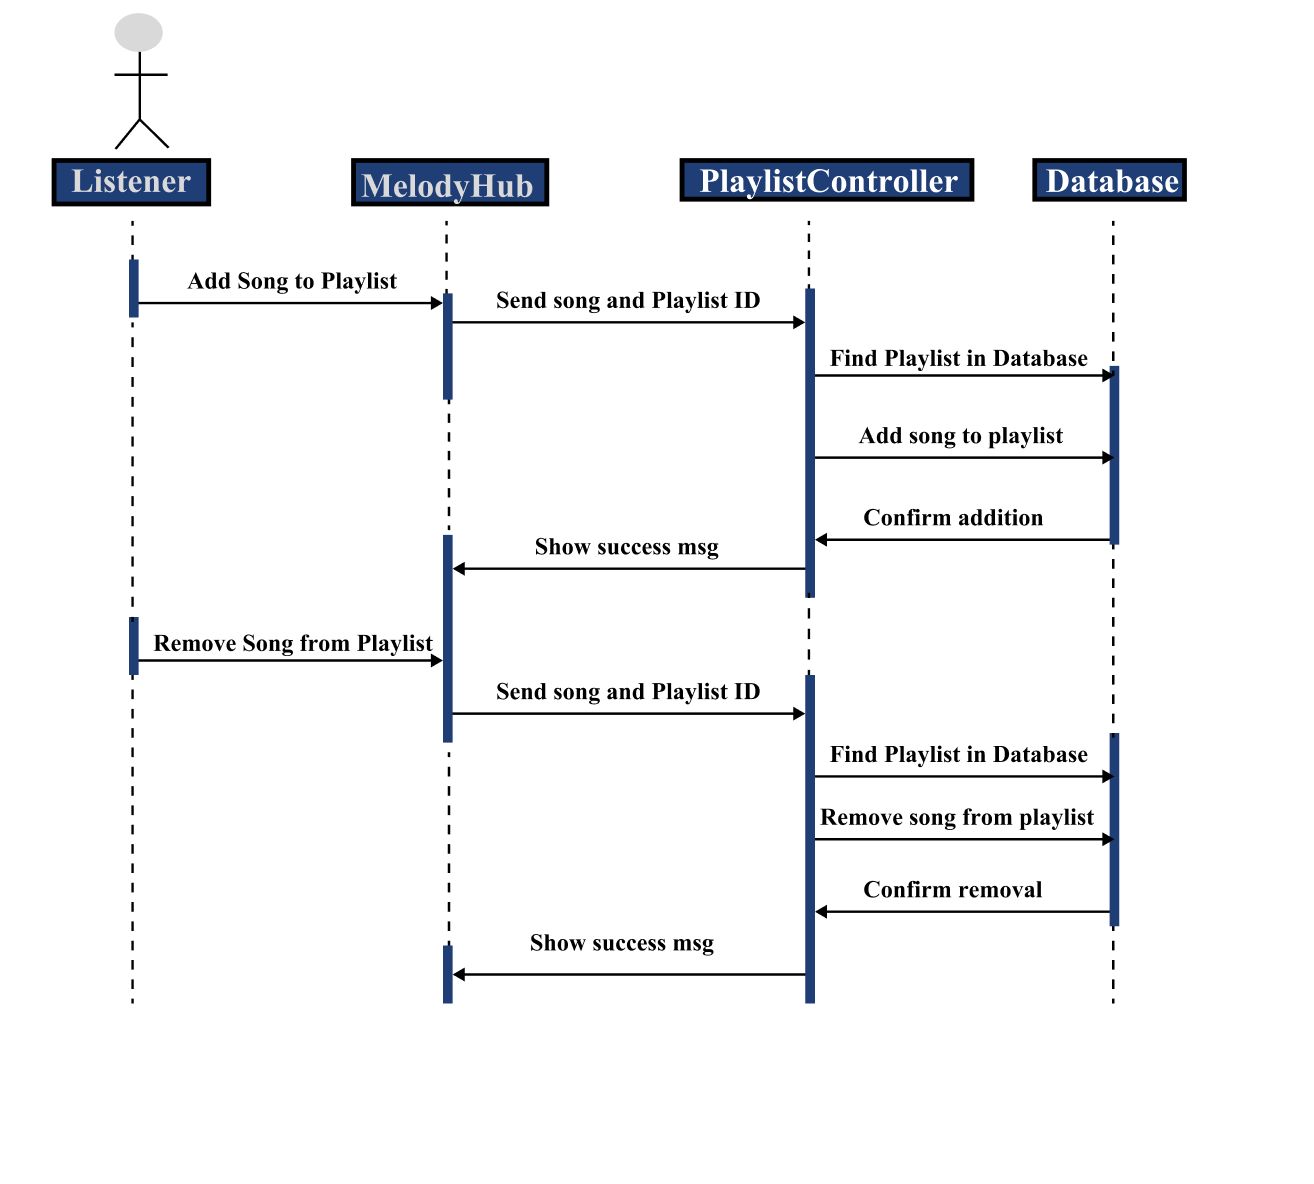 Listener
MelodyHub
PlaylistController
Database
Add Song to Playlist
Send song and Playlist ID
Find Playlist in Database
Add song to playlist
Confirm addition
Show success msg
Remove Song from Playlist
Send song and Playlist ID
Find Playlist in Database
Remove song from playlist
Confirm removal
Show success msg